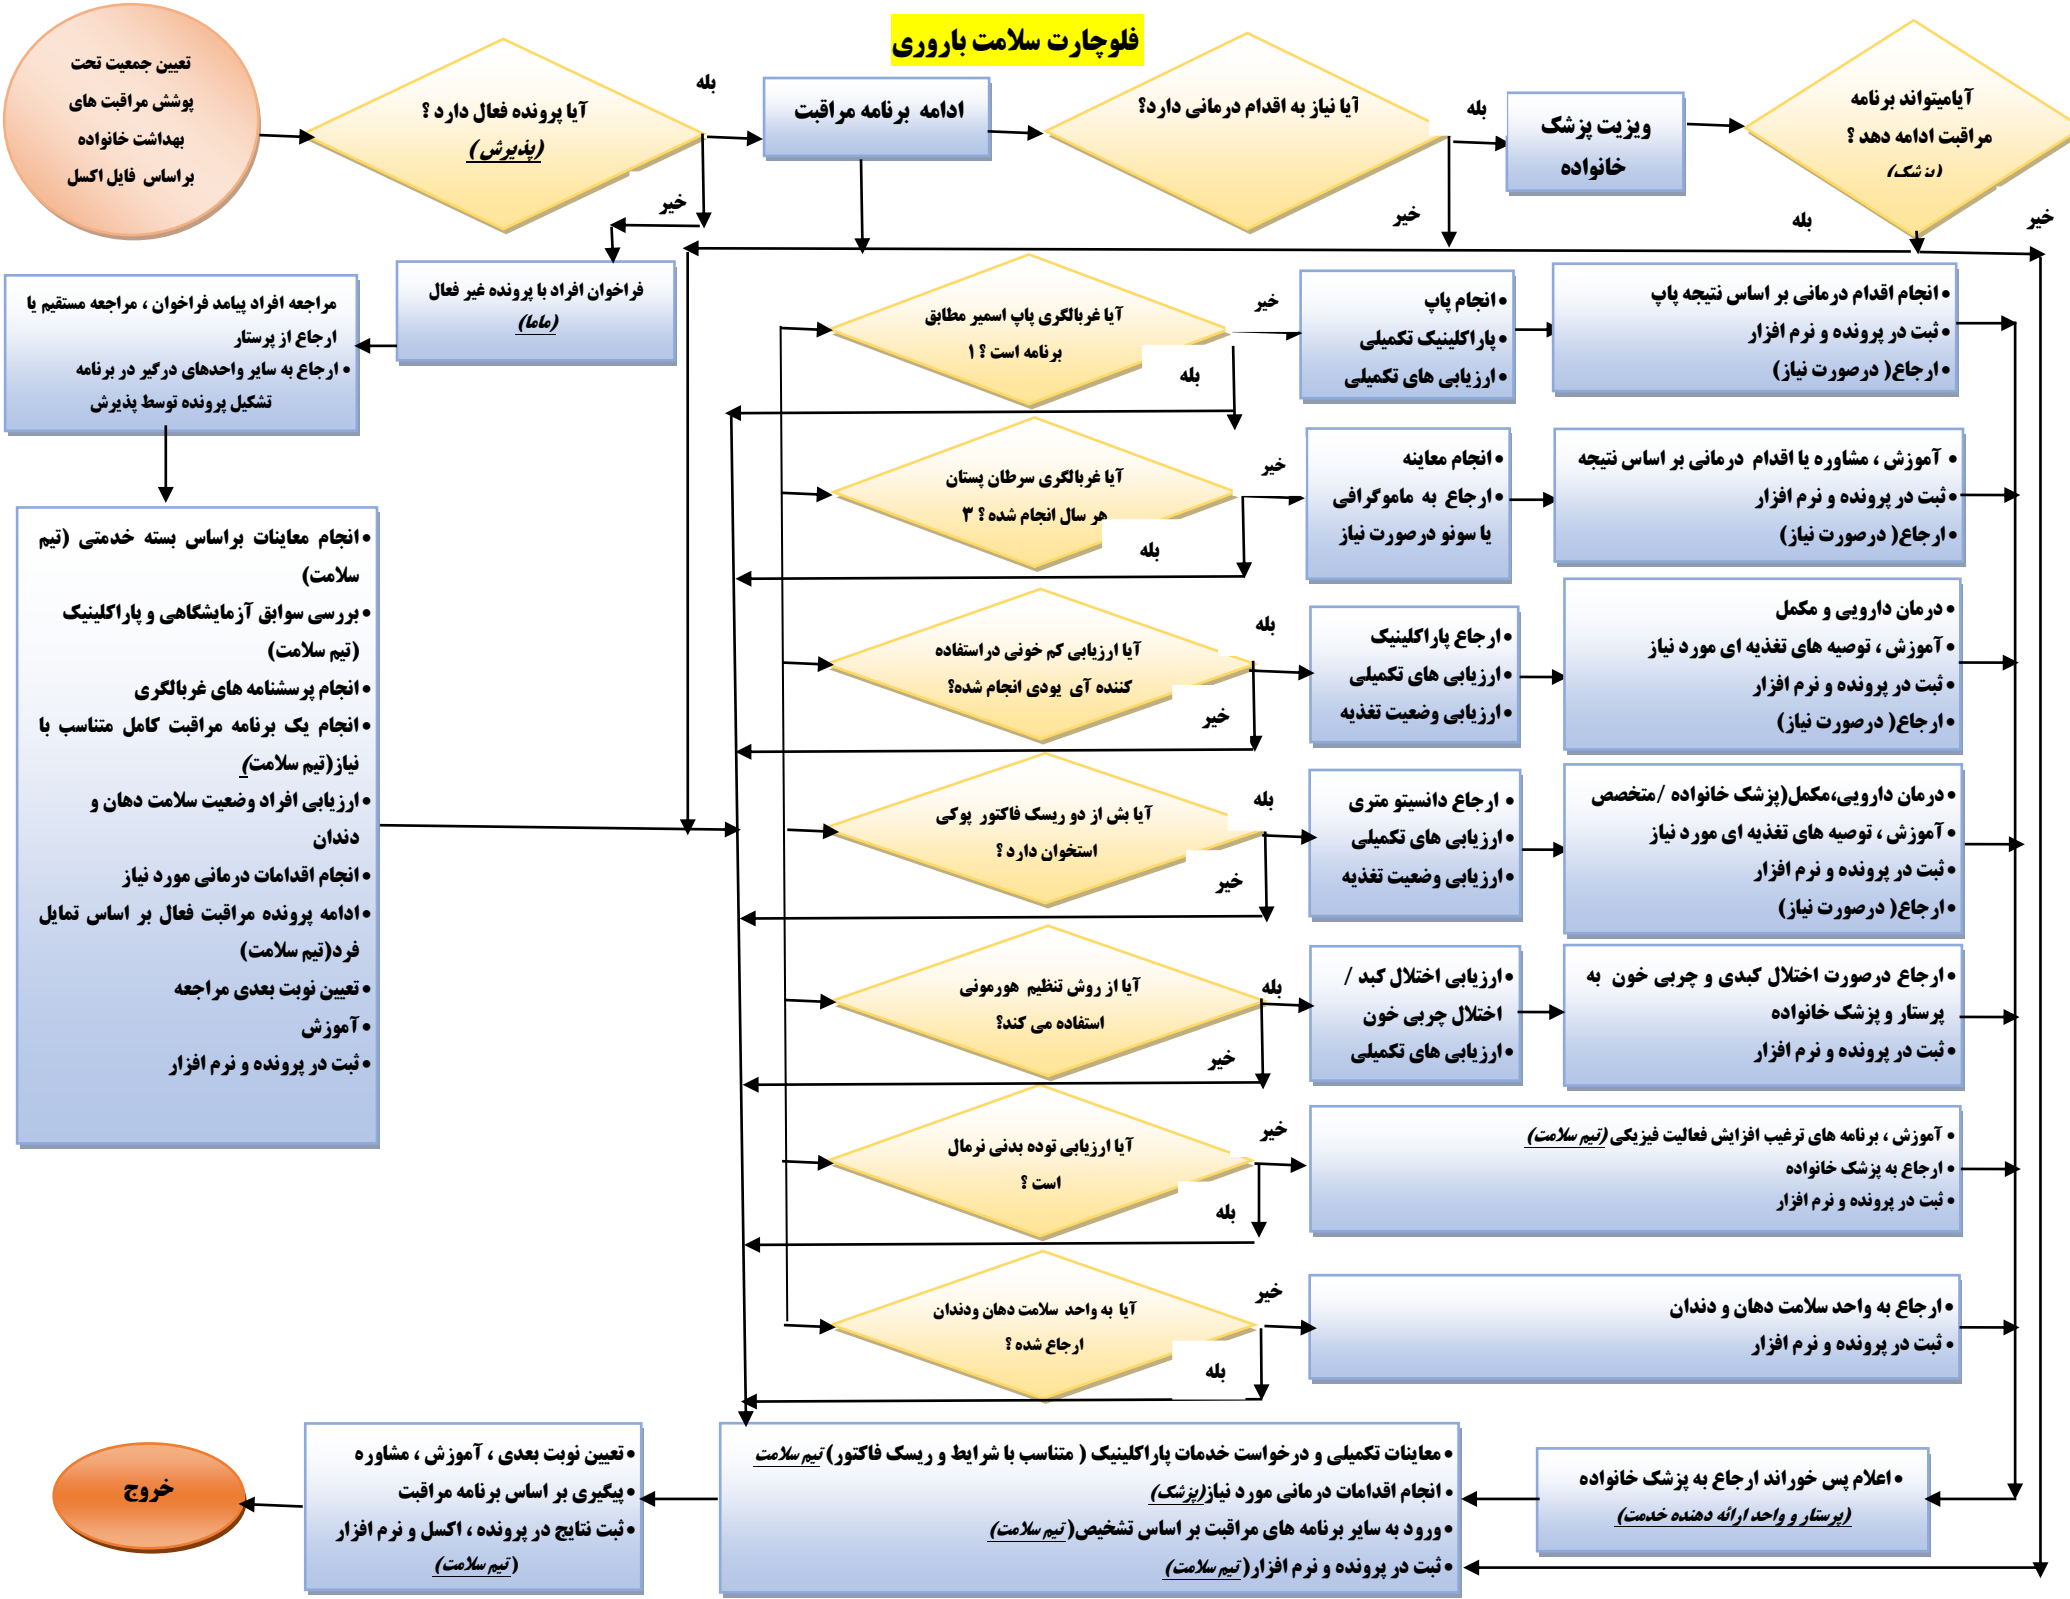 فلوچارت سلامت باروری
تعیین جمعیت تحت
پوشش مراقبت های
بهداشت خانواده
براساس فایل اکسل
آیا پرونده فعال دارد ؟
(پذیرش )
بله
خیر
ادامه برنامه مراقبت
آیا نیاز به اقدام درمانی دارد؟
بله
خیر
ویزیت پزشک
خانواده
آیامیتواند برنامه
مراقبت ادامه دهد ؟
(پزشک)
بله
خیر
فراخوان افراد با پرونده غیر فعال
(ماما)
مراجعه افراد پیامد فراخوان ، مراجعه مستقیم یا
ارجاع از پرستار
• ارجاع به سایر واحدهای درگیر در برنامه
تشکیل پرونده توسط پذیرش
• انجام معاینات براساس بسته خدمتی (تیم
سلامت)
• بررسی سوابق آزمایشگاهی و پاراکلینیک
(تیم سلامت)
• انجام پرسشنامه های غربالگری
• انجام یک برنامه مراقبت کامل متناسب با
نیاز(تیم سلامت)
• ارزیابی افراد وضعیت سلامت دهان و
دندان
• انجام اقدامات درمانی مورد نیاز
• ادامه پرونده مراقبت فعال بر اساس تمایل
فرد(تیم سلامت)
• تعیین نوبت بعدی مراجعه
• آموزش
• ثبت در پرونده و نرم افزار
آیا غربالگری پاپ اسمیر مطابق
برنامه است ؟ ۱
خیر
بله
• انجام پاپ
• پاراکلینیک تکمیلی
• ارزیابی های تکمیلی
• انجام اقدام درمانی بر اساس نتیجه پاپ
• ثبت در پرونده و نرم افزار
• ارجاع( درصورت نیاز)
آیا غربالگری سرطان پستان
هر سال انجام شده ؟ ۳
خیر
بله
• انجام معاینه
• ارجاع به ماموگرافی
یا سونو درصورت نیاز
• آموزش ، مشاوره یا اقدام درمانی بر اساس نتیجه
• ثبت در پرونده و نرم افزار
• ارجاع( درصورت نیاز)
آیا ارزیابی کم خونی دراستفاده
کننده آی یودی انجام شده؟
بله
خیر
• ارجاع پاراکلینیک
• ارزیابی های تکمیلی
• ارزیابی وضعیت تغذیه
• درمان دارویی و مکمل
• آموزش ، توصیه های تغذیه ای مورد نیاز
• ثبت در پرونده و نرم افزار
• ارجاع( درصورت نیاز)
آیا بش از دو ریسک فاکتور پوکی
استخوان دارد ؟
بله
خیر
• ارجاع دانسیتو متری
• ارزیابی های تکمیلی
• ارزیابی وضعیت تغذیه
• درمان دارویی،مکمل(پزشک خانواده /متخصص
• آموزش ، توصیه های تغذیه ای مورد نیاز
• ثبت در پرونده و نرم افزار
• ارجاع( درصورت نیاز)
آیا از روش تنظیم هورمونی
استفاده می کند؟
بله
خیر
• ارزیابی اختلال کبد /
اختلال چربی خون
• ارزیابی های تکمیلی
• ارجاع درصورت اختلال کبدی و چربی خون به
پرستار و پزشک خانواده
• ثبت در پرونده و نرم افزار
آیا ارزیابی توده بدنی نرمال
است ؟
خیر
بله
• آموزش ، برنامه های ترغیب افزایش فعالیت فیزیکی (تیم سلامت)
• ارجاع به پزشک خانواده
• ثبت در پرونده و نرم افزار
آیا به واحد سلامت دهان ودندان
ارجاع شده ؟
خیر
بله
• ارجاع به واحد سلامت دهان و دندان
• ثبت در پرونده و نرم افزار
• اعلام پس خوراند ارجاع به پزشک خانواده
(پرستار و واحد ارائه دهنده خدمت)
• معاینات تکمیلی و درخواست خدمات پاراکلینیک ( متناسب با شرایط و ریسک فاکتور) تیم سلامت
• انجام اقدامات درمانی مورد نیاز(پزشک)
• ورود به سایر برنامه های مراقبت بر اساس تشخیص( تیم سلامت)
• ثبت در پرونده و نرم افزار( تیم سلامت)
• تعیین نوبت بعدی ، آموزش ، مشاوره
• پیگیری بر اساس برنامه مراقبت
• ثبت نتایج در پرونده ، اکسل و نرم افزار
( تیم سلامت)
خروج